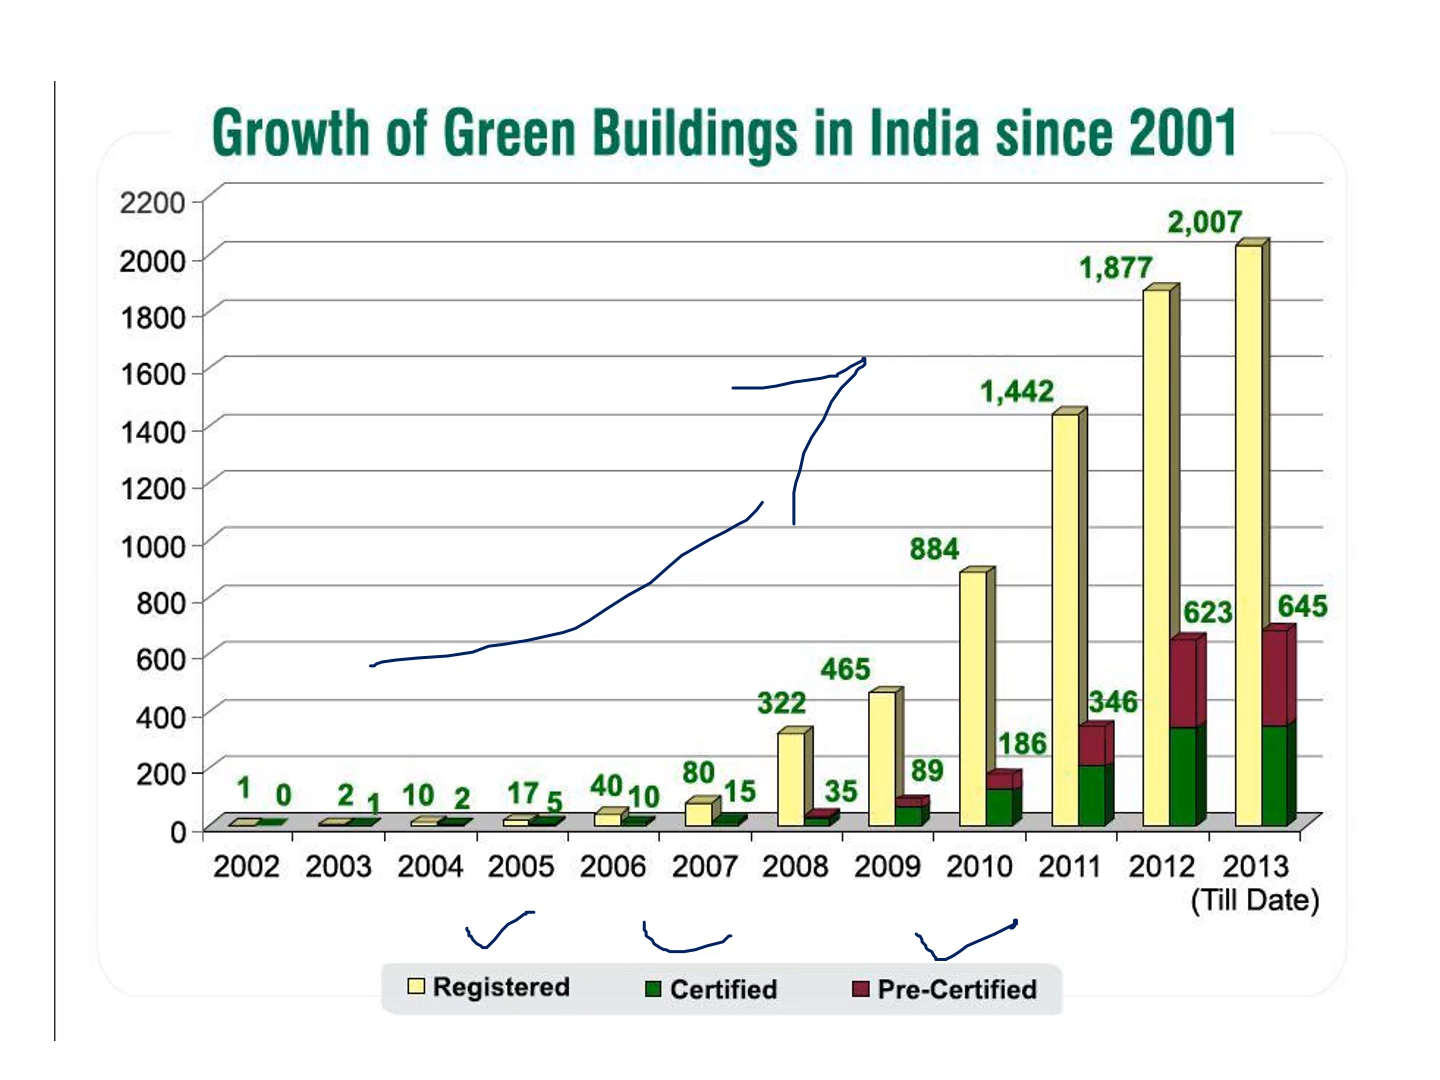 Growth of Green Buildings in India since 2001
2200
2000
1800
1600
1400
1200
1000
800
600
400
200
0
1 0 2 1 10 2 17 5 40 10 80 15 322 35 465 89 884 186 1,442 346 1,877 623 2,007 645
2002 2003 2004 2005 2006 2007 2008 2009 2010 2011 2012 2013
(Till Date)
Registered Certified Pre-Certified